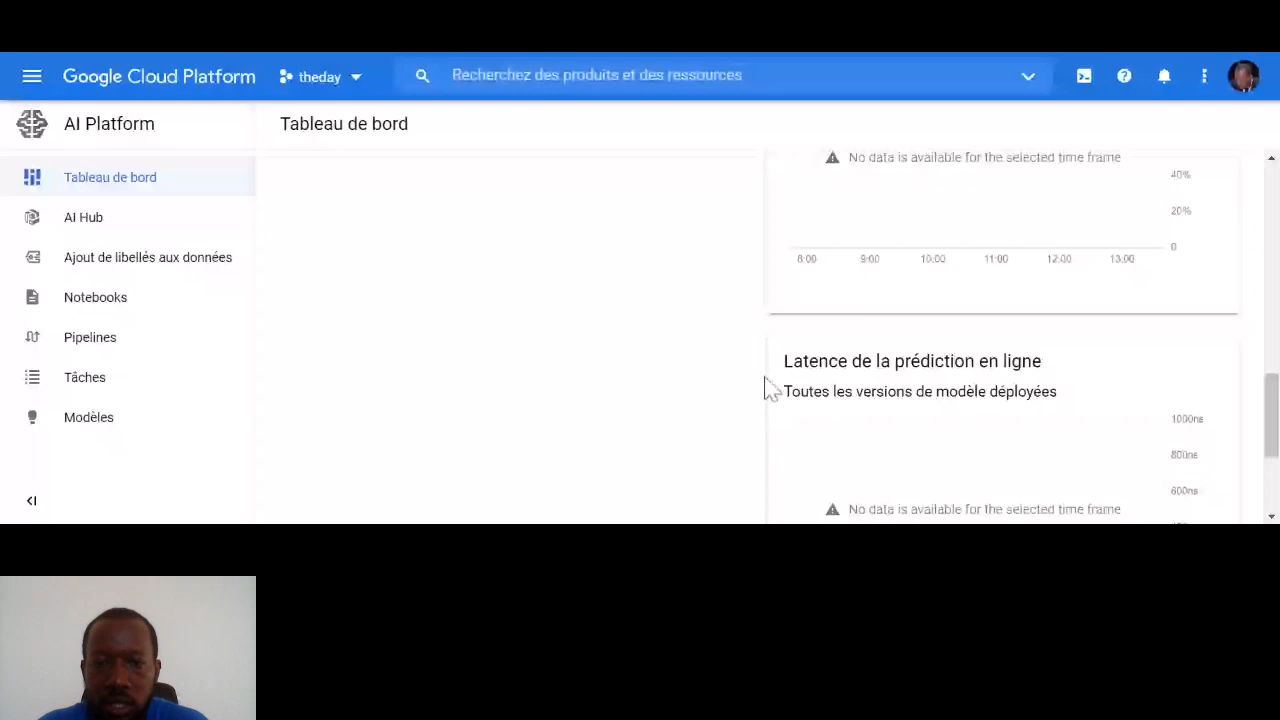 Google Cloud Platform
theday
Recherchez des produits et des ressources
AI Platform
Tableau de bord
Tableau de bord
AI Hub
Ajout de libellés aux données
Notebooks
Pipelines
Tâches
Modèles
No data is available for the selected time frame
40%
20%
0
8:00 9:00 10:00 11:00 12:00 13:00
Latence de la prédiction en ligne
Toutes les versions de modèle déployées
1000ns
800ns
600ns
No data is available for the selected time frame